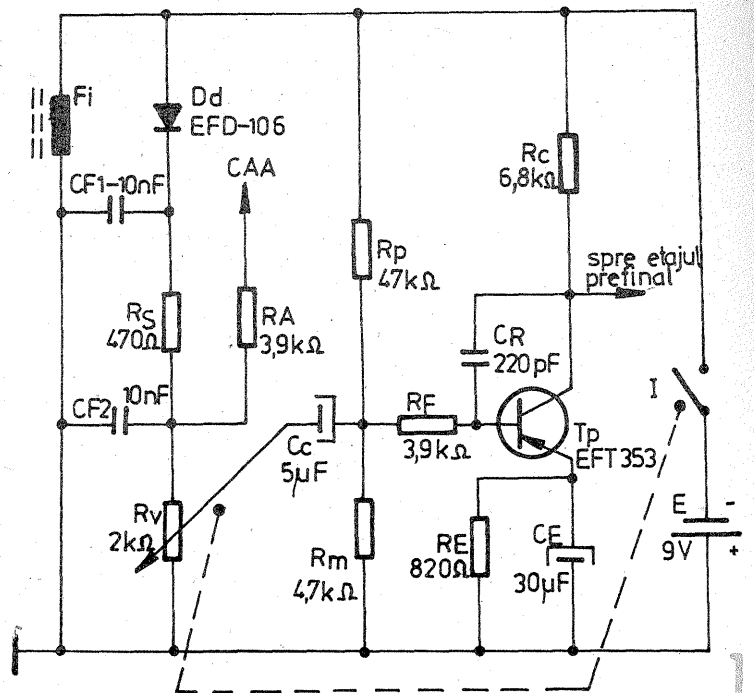 Fi
Dd
EFD-106
CAA
CF1-10nF
Rc
6,8kΩ
Rp
47kΩ
spre etajul
prefinal
RS
470Ω
RA
3,9kΩ
CR
220pF
CF2
10nF
I
RF
3,9kΩ
Tp
EFT353
Cc
5µF
Rv
2kΩ
Rm
4,7kΩ
RE
820Ω
CE
30µF
E
9V
-
+